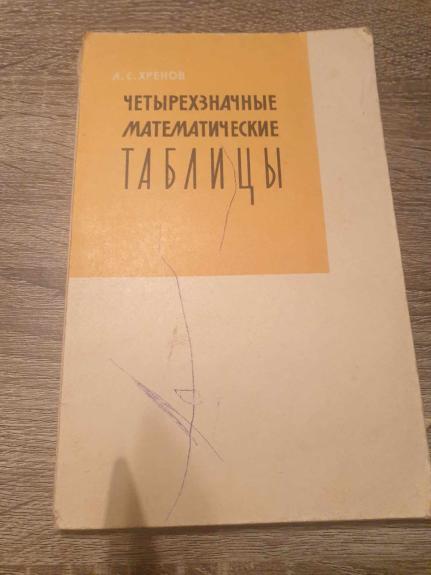 Л. С. ХРЕНОВ
ЧЕТЫРЕХЗНАЧНЫЕ
МАТЕМАТИЧЕСКИЕ
ТАБЛИЦЫ